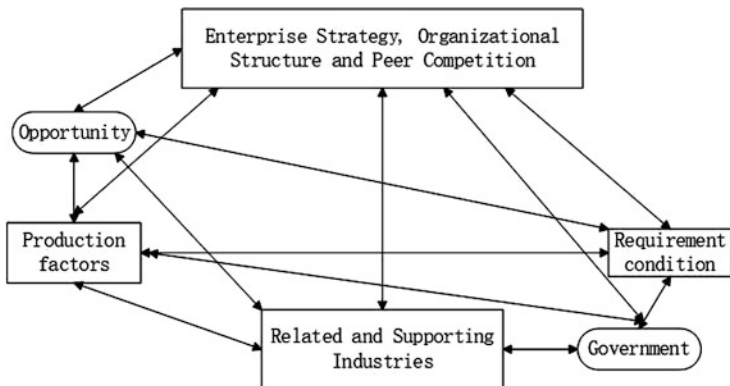 Enterprise Strategy, Organizational
Structure and Peer Competition
Opportunity
Production
factors
Requirement
condition
Related and Supporting
Industries
Government